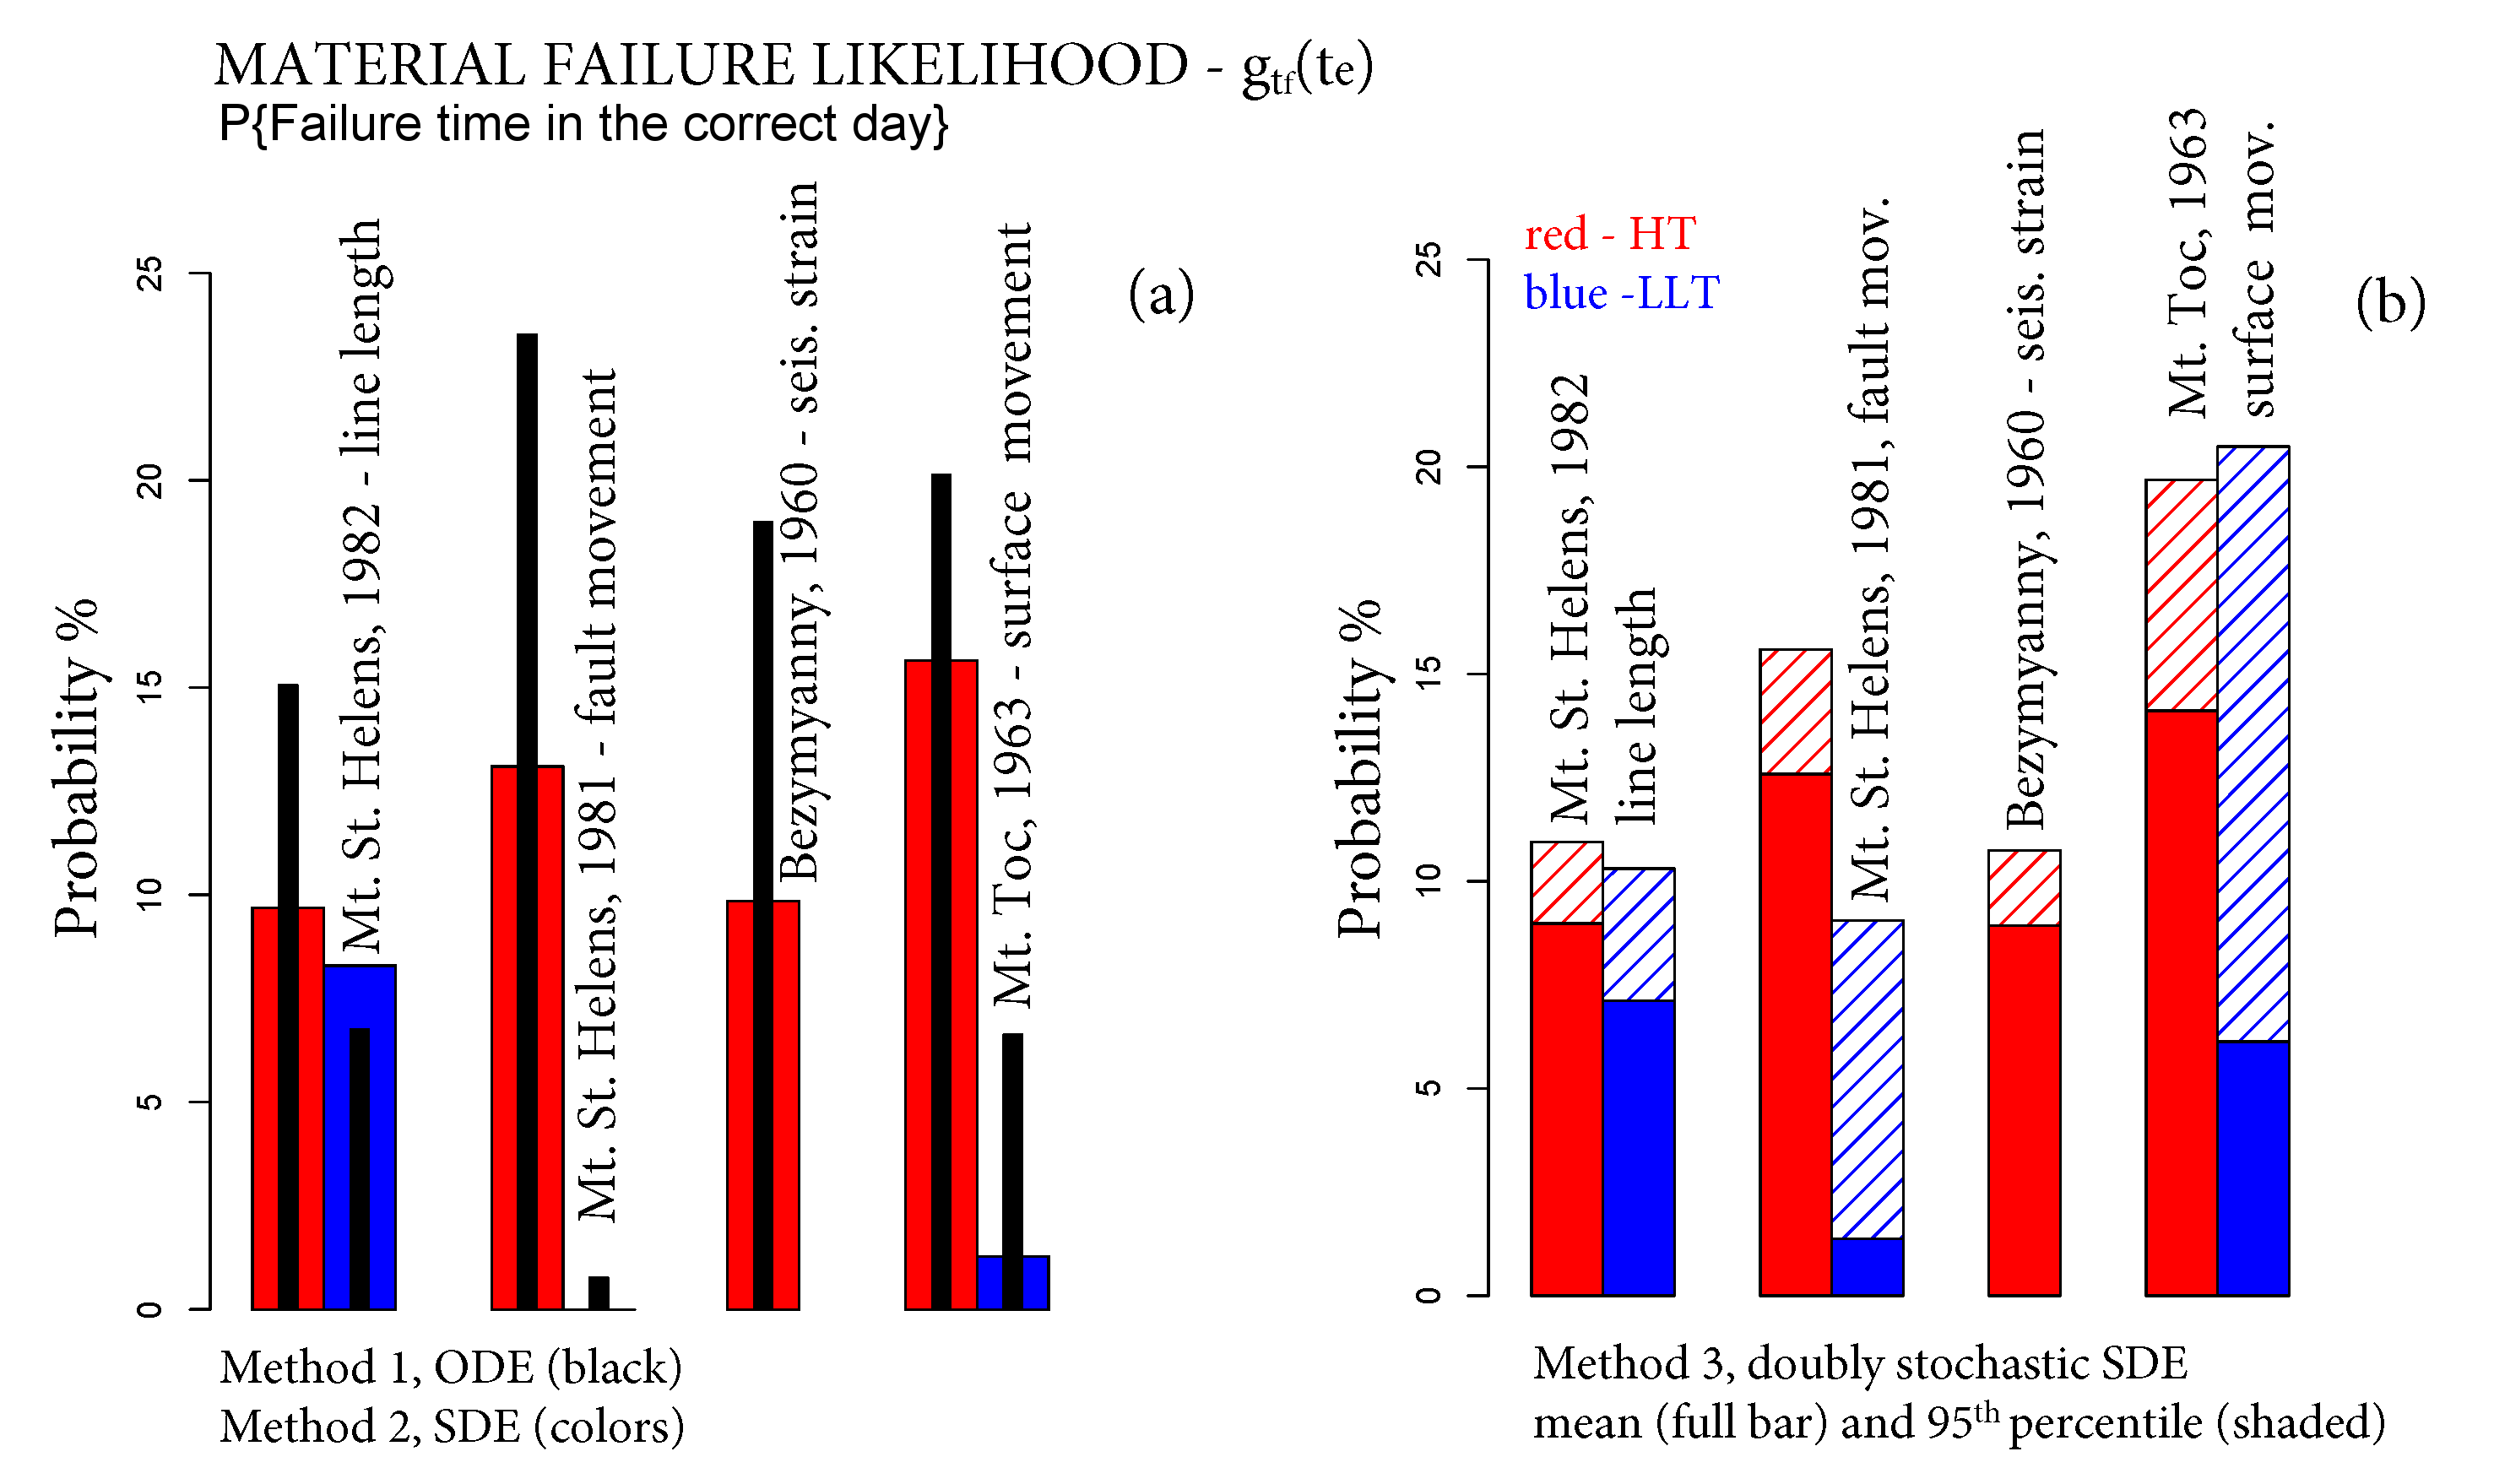 MATERIAL FAILURE LIKELIHOOD - gtf(te)
P{Failure time in the correct day}
(a)
Probability %
0
5
10
15
20
25
Mt. St. Helens, 1982 - line length
Mt. St. Helens, 1981 - fault movement
Bezymyanny, 1960 - seis. strain
Mt. Toc, 1963 - surface movement
Method 1, ODE (black)
Method 2, SDE (colors)
(b)
red - HT
blue -LLT
Probability %
0
5
10
15
20
25
Mt. St. Helens, 1982
line length
Mt. St. Helens, 1981, fault mov.
Bezymyanny, 1960 - seis. strain
Mt. Toc, 1963
surface mov.
Method 3, doubly stochastic SDE
mean (full bar) and 95th percentile (shaded)